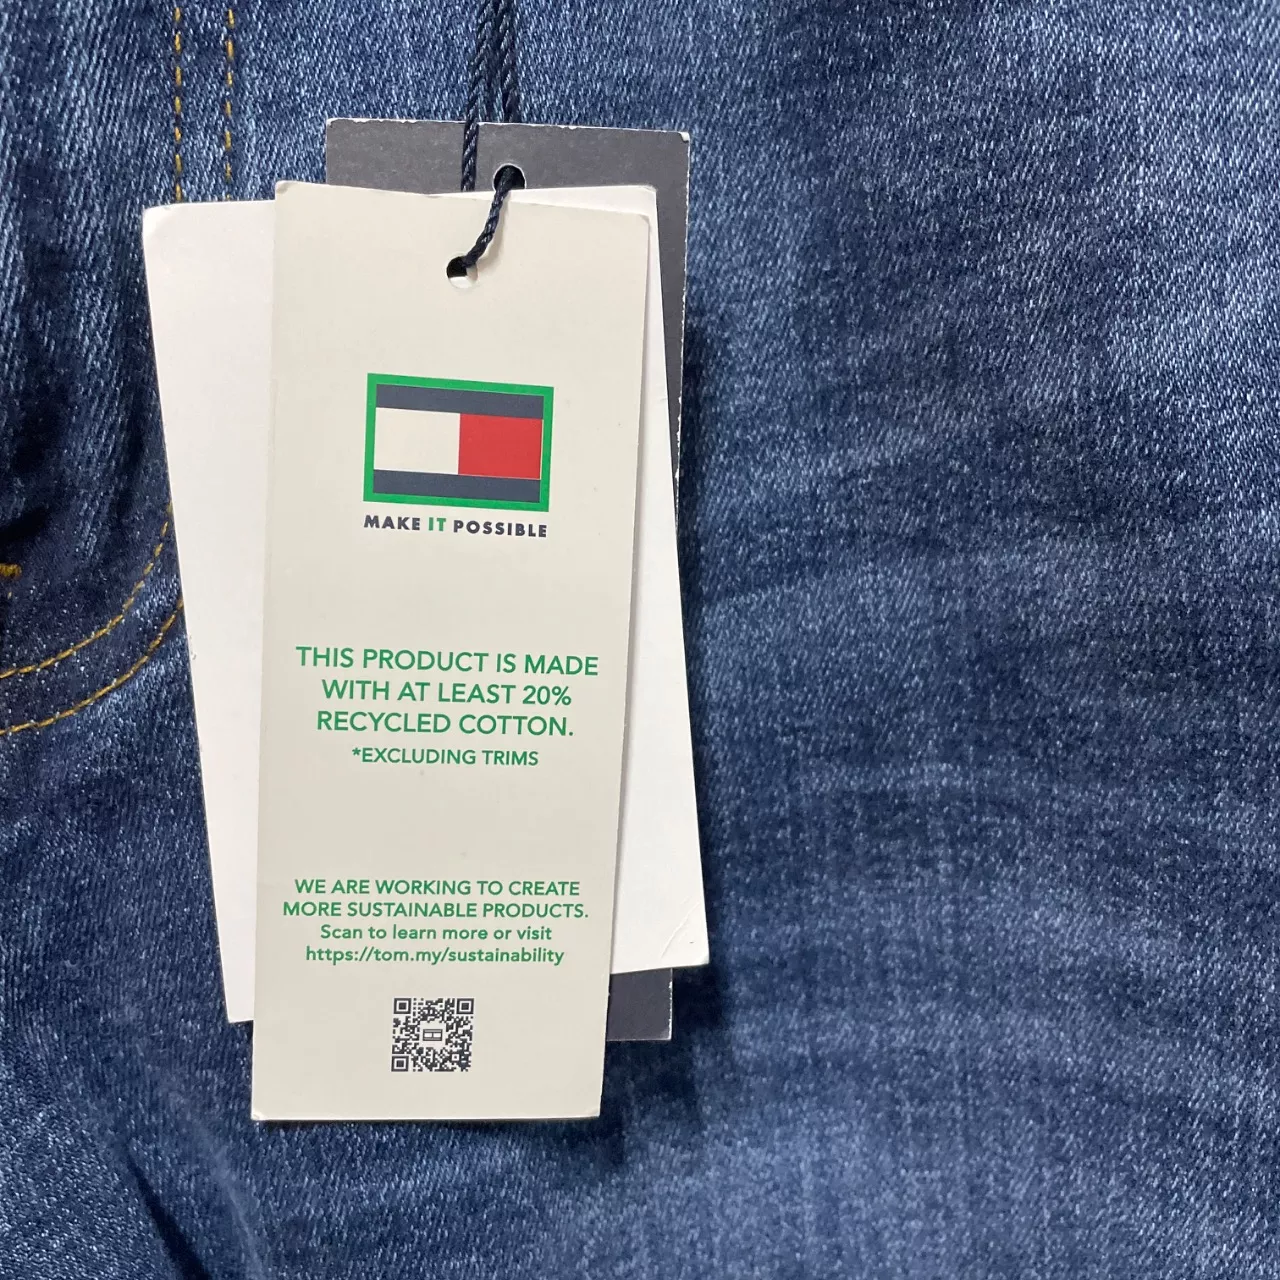 MAKE IT POSSIBLE
THIS PRODUCT IS MADE
WITH AT LEAST 20%
RECYCLED COTTON.
*EXCLUDING TRIMS
WE ARE WORKING TO CREATE
MORE SUSTAINABLE PRODUCTS.
Scan to learn more or visit
https://tom.my/sustainability